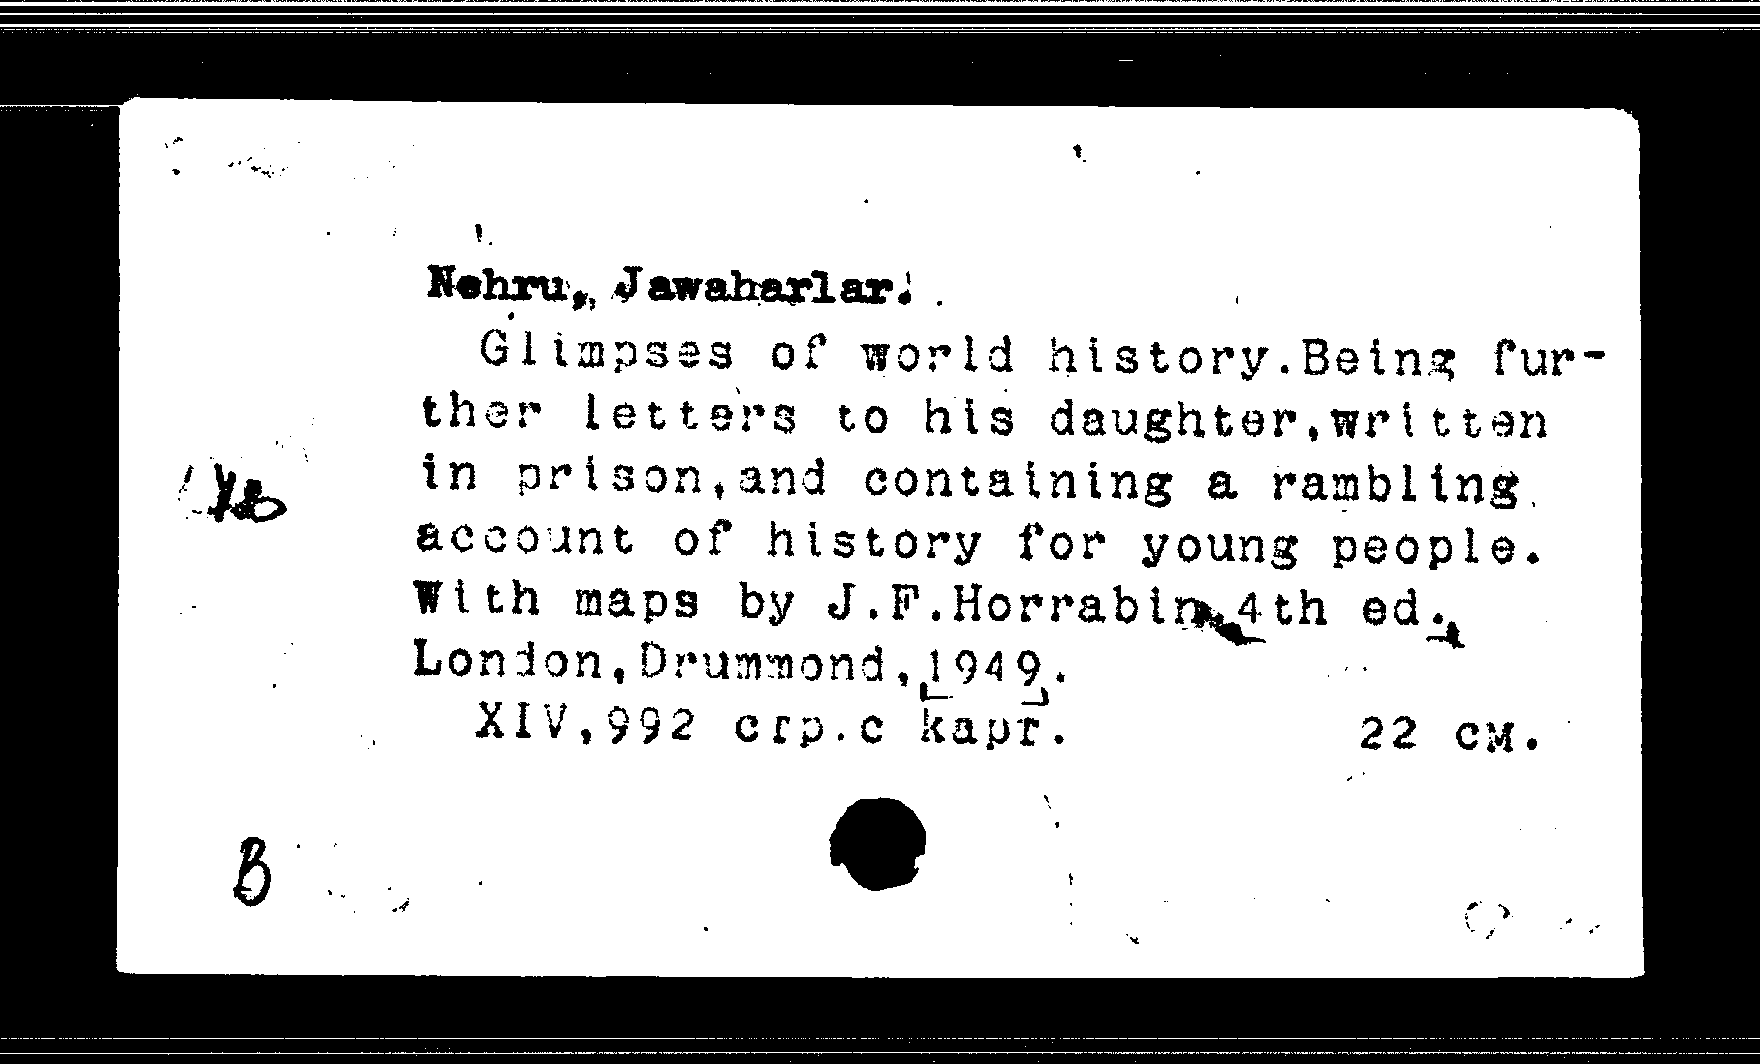 Nehru, Jawaharlar.
Glimpses of world history.Being fur-
ther letters to his daughter,written
in prison,and containing a rambling
account of history for young people.
With maps by J.F.Horrabin.4th ed.
London,Drummond,1949.
XIV,992 стр.с карт. 22 см.
В